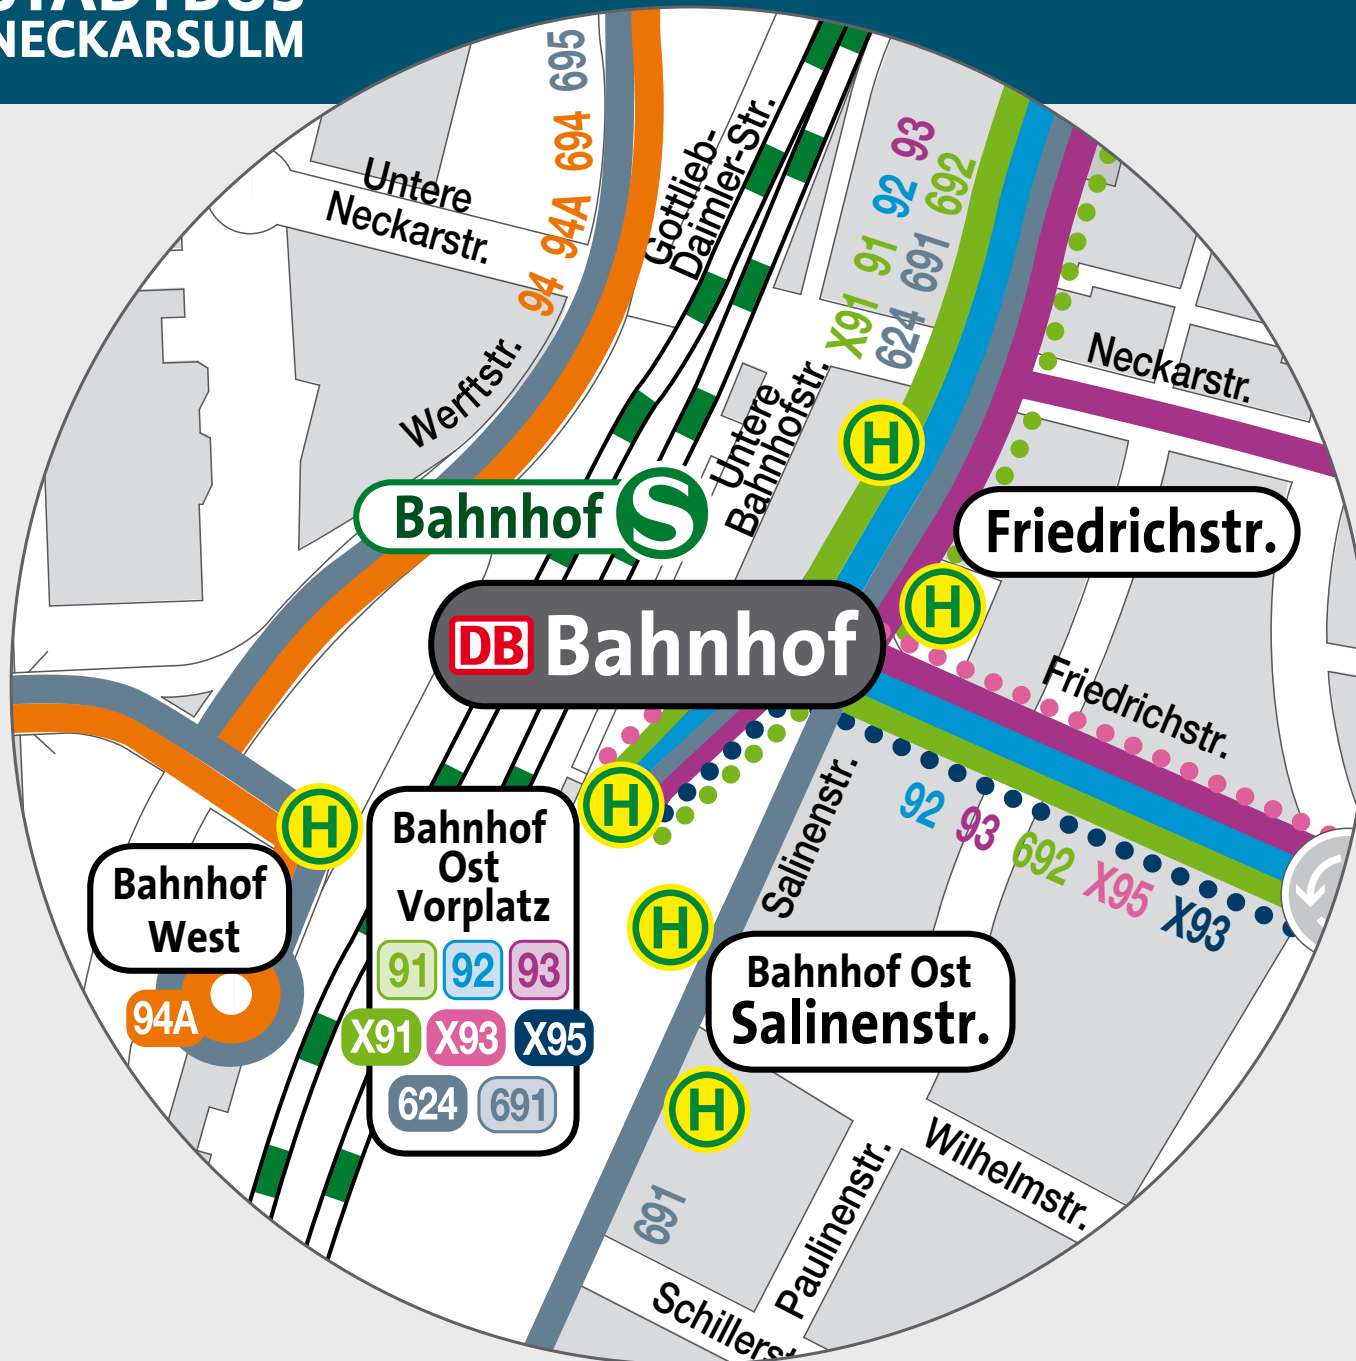 NECKARSULM
695
694
94A
94
Untere
Neckarstr.
Werftstr.
Gottlieb-
Daimler-Str.
93
92
692
91
691
X91
624
Untere
Bahnhofstr.
Neckarstr.
H
Bahnhof S
Friedrichstr.
H
DB Bahnhof
Friedrichstr.
H
H
Salinenstr.
92
93
692
X95
X93
Bahnhof
Ost
Vorplatz
91 92 93
X91 X93 X95
624 691
Bahnhof
West
94A
H
Bahnhof Ost
Salinenstr.
H
Wilhelmstr.
Paulinenstr.
691